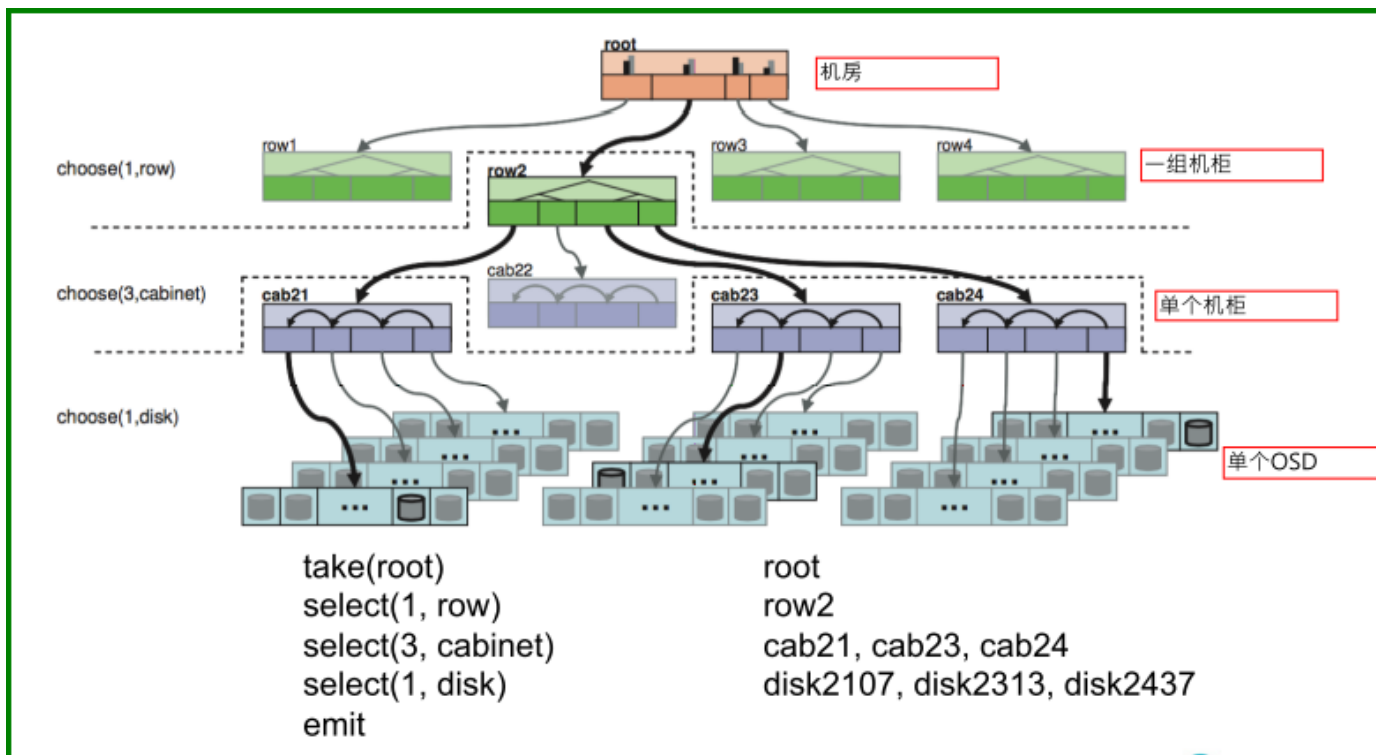 root
机房
row1
row3
row4
choose(1,row)
一组机柜
row2
cab22
choose(3,cabinet)
cab21
cab23
cab24
单个机柜
choose(1,disk)
...
...
...
...
...
...
...
...
...
...
...
...
单个OSD
take(root) root
select(1, row) row2
select(3, cabinet) cab21, cab23, cab24
select(1, disk) disk2107, disk2313, disk2437
emit